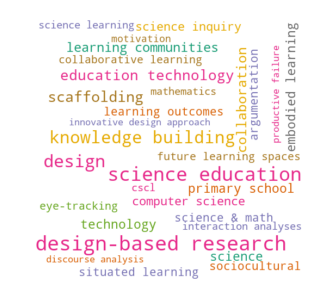 science learning
science inquiry
motivation
learning communities
collaborative learning
education technology
mathematics
scaffolding
learning outcomes
innovative design approach
knowledge building
collaboration
argumentation
productive failure
embodied learning
future learning spaces
design
science education
cscl
primary school
computer science
eye-tracking
science & math
technology
interaction analyses
design-based research
science
discourse analysis
sociocultural
situated learning